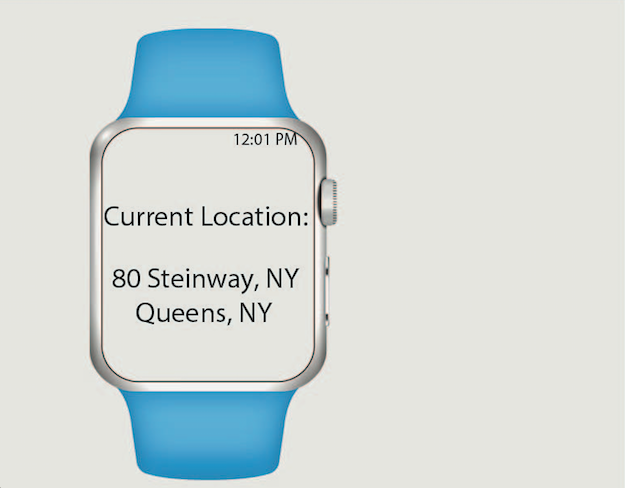 12:01 PM
Current Location:
80 Steinway, NY
Queens, NY